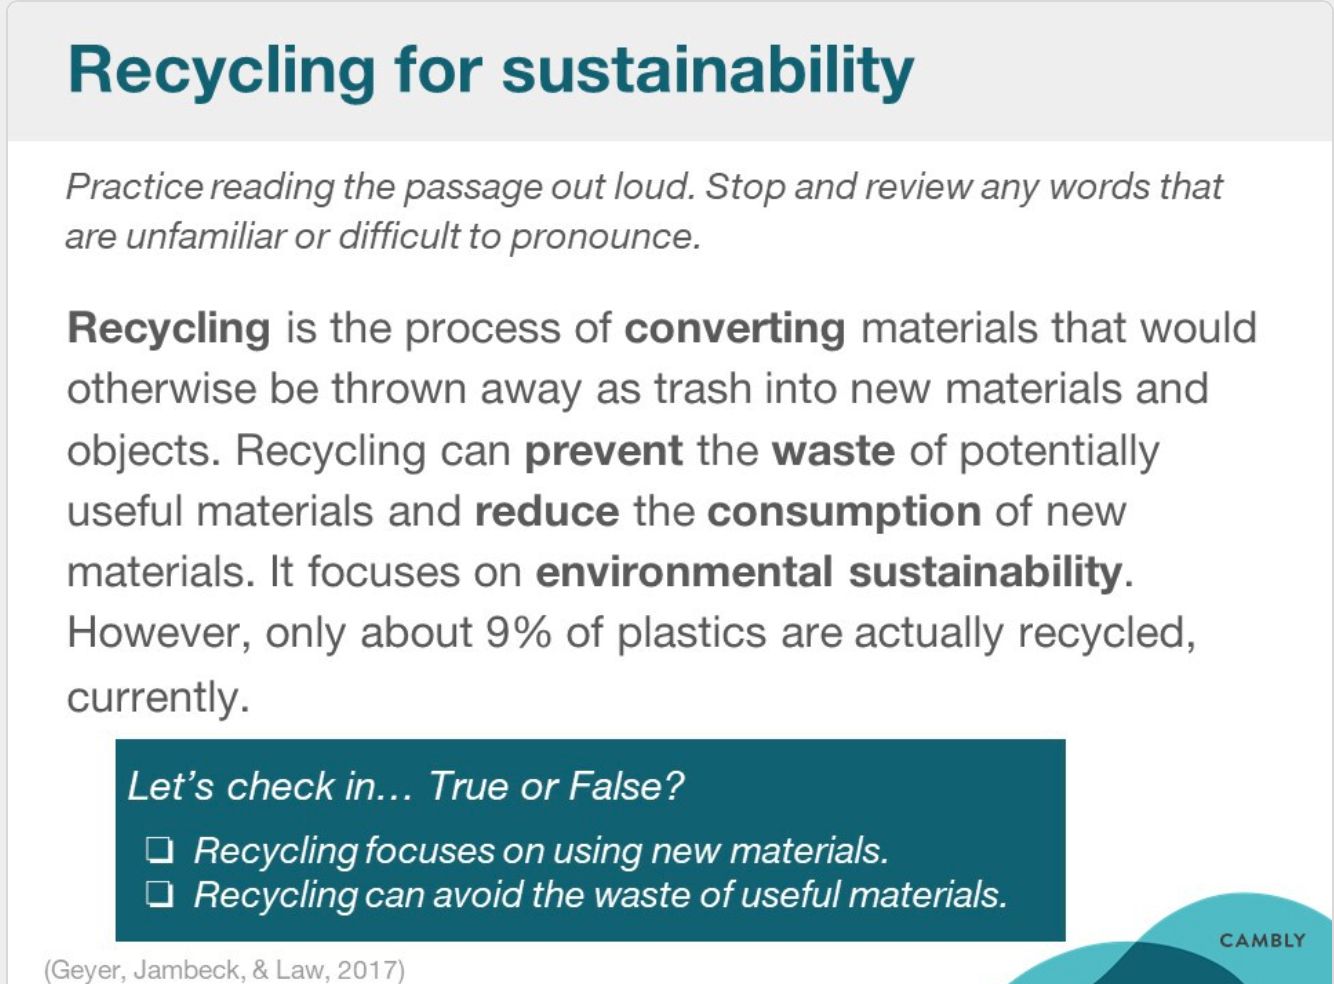 Recycling for sustainability
Practice reading the passage out loud. Stop and review any words that
are unfamiliar or difficult to pronounce.
Recycling is the process of converting materials that would
otherwise be thrown away as trash into new materials and
objects. Recycling can prevent the waste of potentially
useful materials and reduce the consumption of new
materials. It focuses on environmental sustainability.
However, only about 9% of plastics are actually recycled,
currently.
Let's check in... True or False?
❏ Recycling focuses on using new materials.
❏ Recycling can avoid the waste of useful materials.
CAMBLY
(Geyer, Jambeck, & Law, 2017)